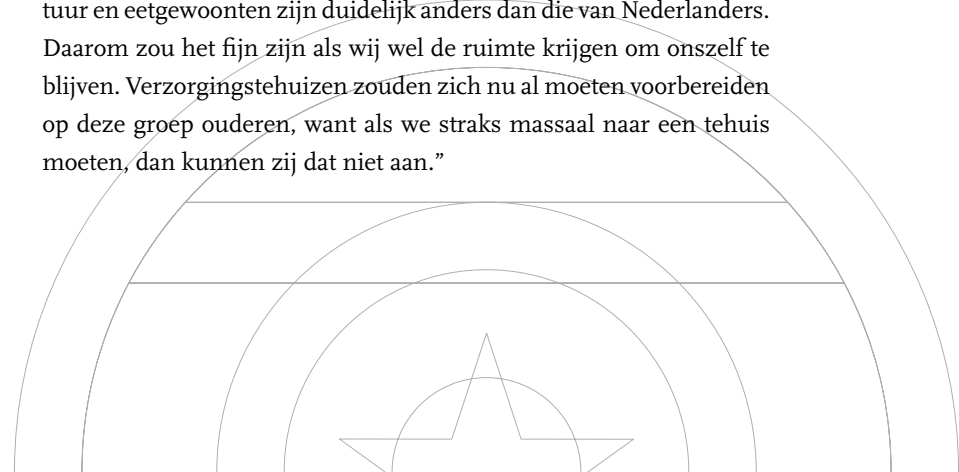 tuur en eetgewoonten zijn duidelijk anders dan die van Nederlanders.
Daarom zou het fijn zijn als wij wel de ruimte krijgen om onszelf te
blijven. Verzorgingstehuizen zouden zich nu al moeten voorbereiden
op deze groep ouderen, want als we straks massaal naar een tehuis
moeten, dan kunnen zij dat niet aan.”